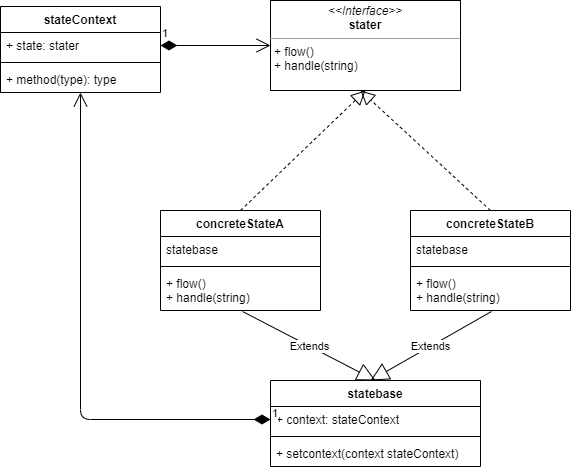 stateContext
+ state: stater
+ method(type): type
1
<<Interface>>
stater
+ flow()
+ handle(string)
concreteStateA
statebase
+ flow()
+ handle(string)
concreteStateB
statebase
+ flow()
+ handle(string)
Extends
Extends
statebase
1
+ context: stateContext
+ setcontext(context stateContext)